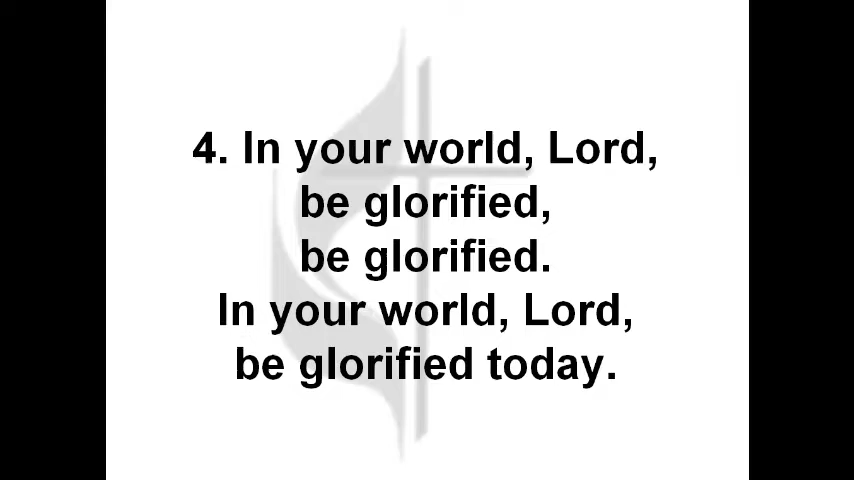 4. In your world, Lord,
be glorified,
be glorified.
In your world, Lord,
be glorified today.